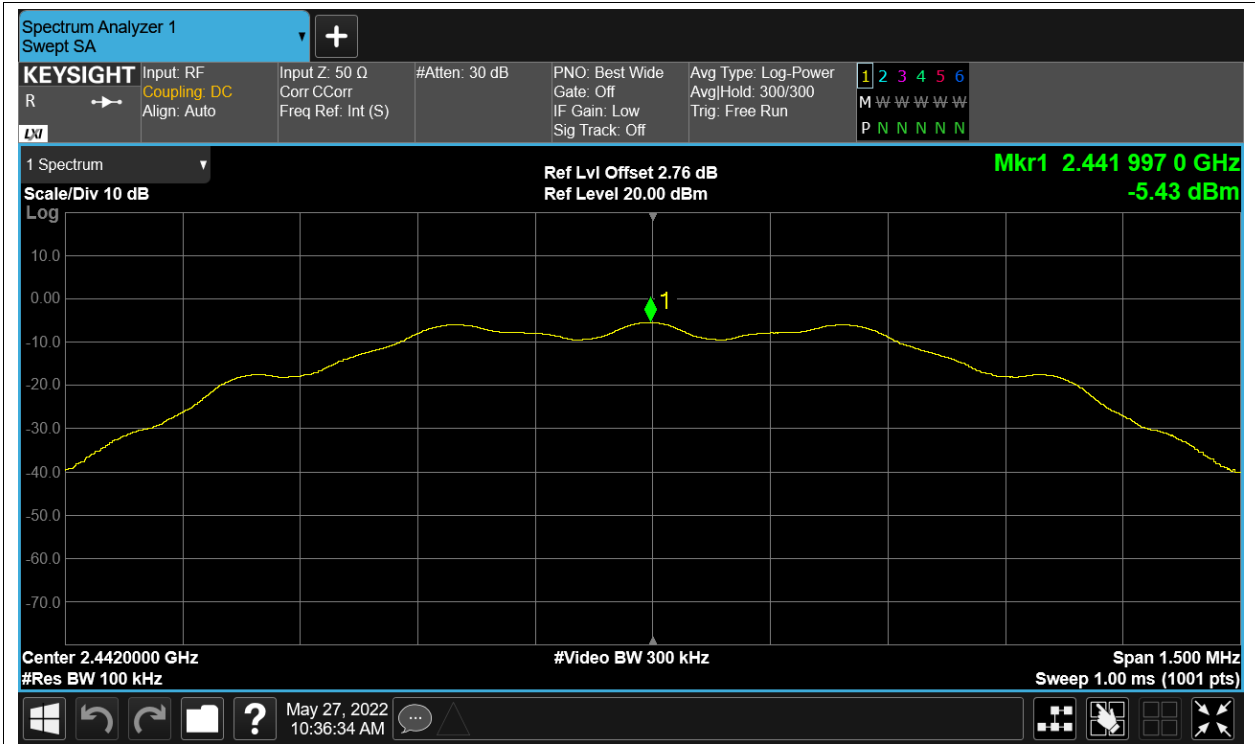 Spectrum Analyzer 1
Swept SA
KEYSIGHT
R
LXI
Input: RF
Coupling: DC
Align: Auto
Input Z: 50 Ω
Corr CCorr
Freq Ref: Int (S)
#Atten: 30 dB
PNO: Best Wide
Gate: Off
IF Gain: Low
Sig Track: Off
Avg Type: Log-Power
Avg|Hold: 300/300
Trig: Free Run
1 2 3 4 5 6
M W W W W W
P N N N N N
1 Spectrum
Scale/Div 10 dB
Log
Ref Lvl Offset 2.76 dB
Ref Level 20.00 dBm
Mkr1 2.441 997 0 GHz
-5.43 dBm
1
10.0
0.00
-10.0
-20.0
-30.0
-40.0
-50.0
-60.0
-70.0
Center 2.4420000 GHz
#Res BW 100 kHz
#Video BW 300 kHz
Span 1.500 MHz
Sweep 1.00 ms (1001 pts)
?
May 27, 2022
10:36:34 AM